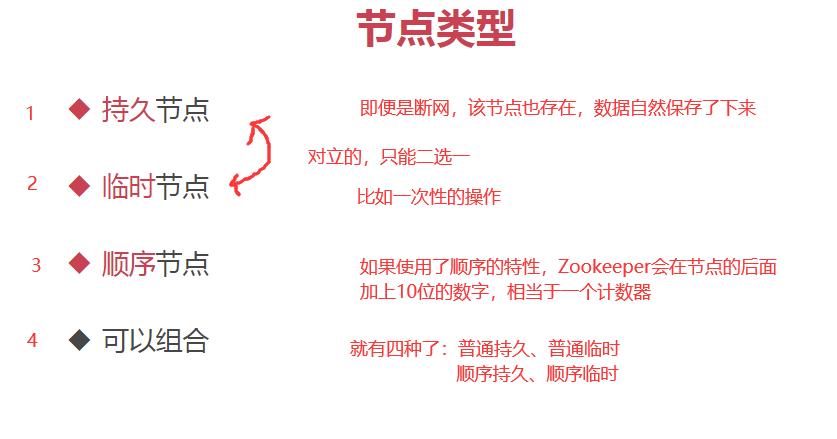 节点类型
1 ◆ 持久节点 即便是断网，该节点也存在，数据自然保存了下来
对立的，只能二选一
2 ◆ 临时节点 比如一次性的操作
3 ◆ 顺序节点 如果使用了顺序的特性，Zookeeper会在节点的后面
加上10位的数字，相当于一个计数器
4 ◆ 可以组合 就有四种了：普通持久、普通临时
顺序持久、顺序临时